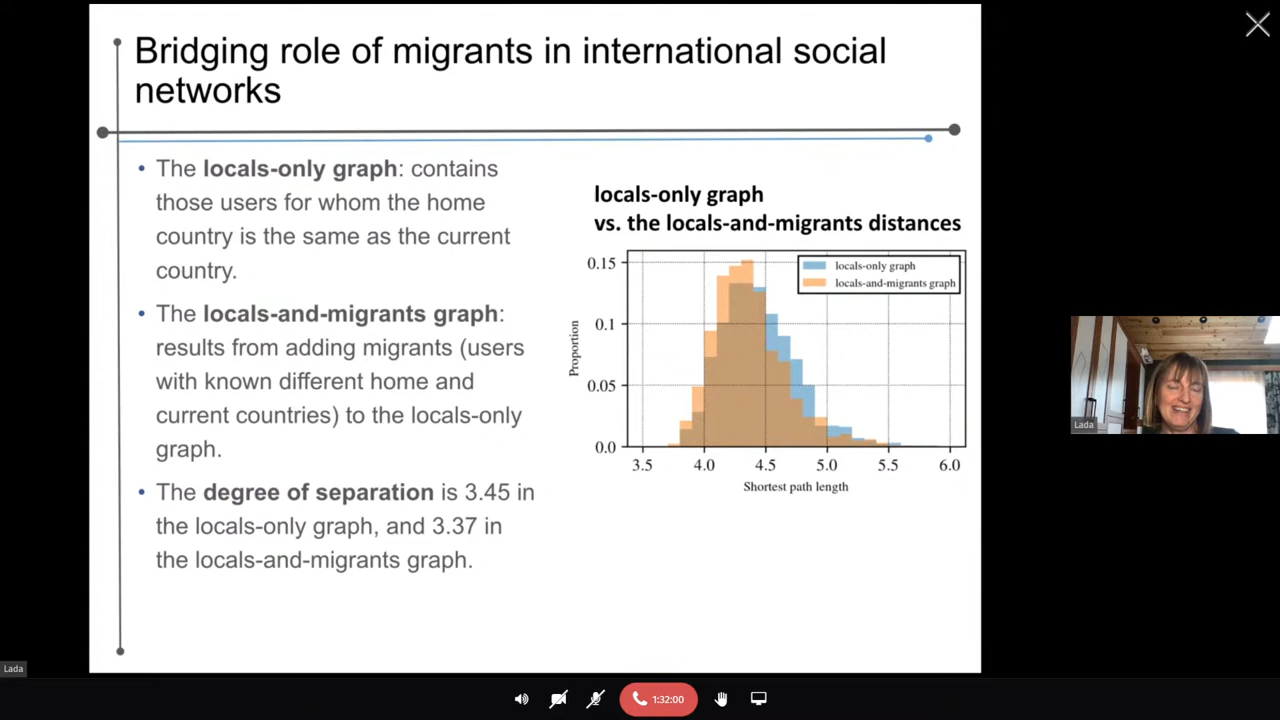 Bridging role of migrants in international social
networks
• The locals-only graph: contains
those users for whom the home
country is the same as the current
country.
• The locals-and-migrants graph:
results from adding migrants (users
with known different home and
current countries) to the locals-only
graph.
• The degree of separation is 3.45 in
the locals-only graph, and 3.37 in
the locals-and-migrants graph.
locals-only graph
vs. the locals-and-migrants distances
locals-only graph
locals-and-migrants graph
0.15
0.1
0.05
0.0
Proportion
3.5 4.0 4.5 5.0 5.5 6.0
Shortest path length
Lada
Lada
1:32:00